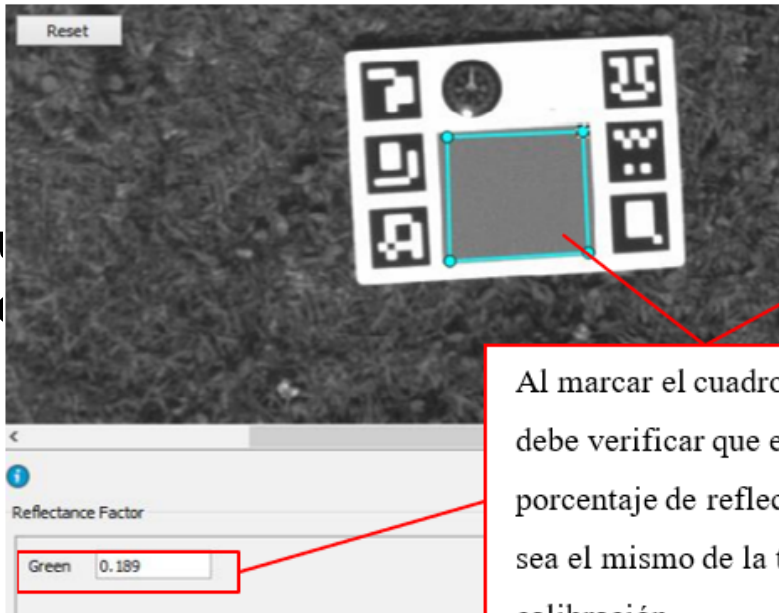 Reset
Reflectance Factor
Green 0.189
Al marcar el cuadro
debe verificar que
porcentaje de
sea el mismo de la